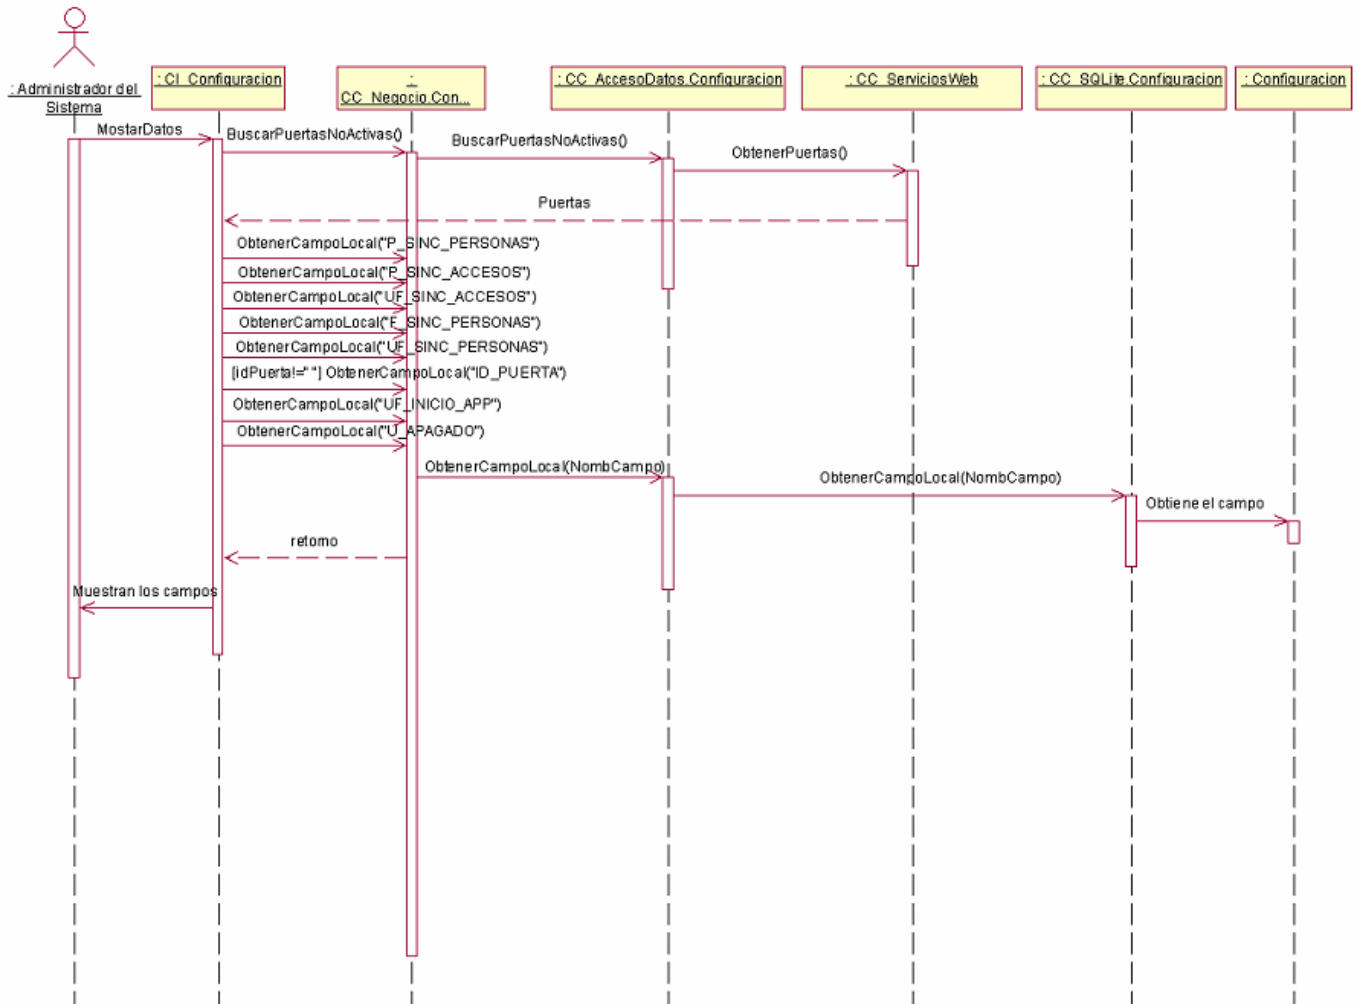 : Administrador del
Sistema
: CI_Configuracion
:
CC_Negocio.Con...
: CC_AccesoDatos.Configuracion
: CC_ServiciosWeb
: CC_SQLite.Configuracion
: Configuracion
MostarDatos
BuscarPuertasNoActivas()
BuscarPuertasNoActivas()
ObtenerPuertas()
Puertas
ObtenerCampoLocal("P_SINC_PERSONAS")
ObtenerCampoLocal("P_SINC_ACCESOS")
ObtenerCampoLocal("UF_SINC_ACCESOS")
ObtenerCampoLocal("F_SINC_PERSONAS")
ObtenerCampoLocal("UF_SINC_PERSONAS")
[idPuerta!=" "] ObtenerCampoLocal("ID_PUERTA")
ObtenerCampoLocal("UF_INICIO_APP")
ObtenerCampoLocal("U_APAGADO")
ObtenerCampoLocal(NombCampo)
ObtenerCampoLocal(NombCampo)
Obtiene el campo
retorno
Muestran los campos